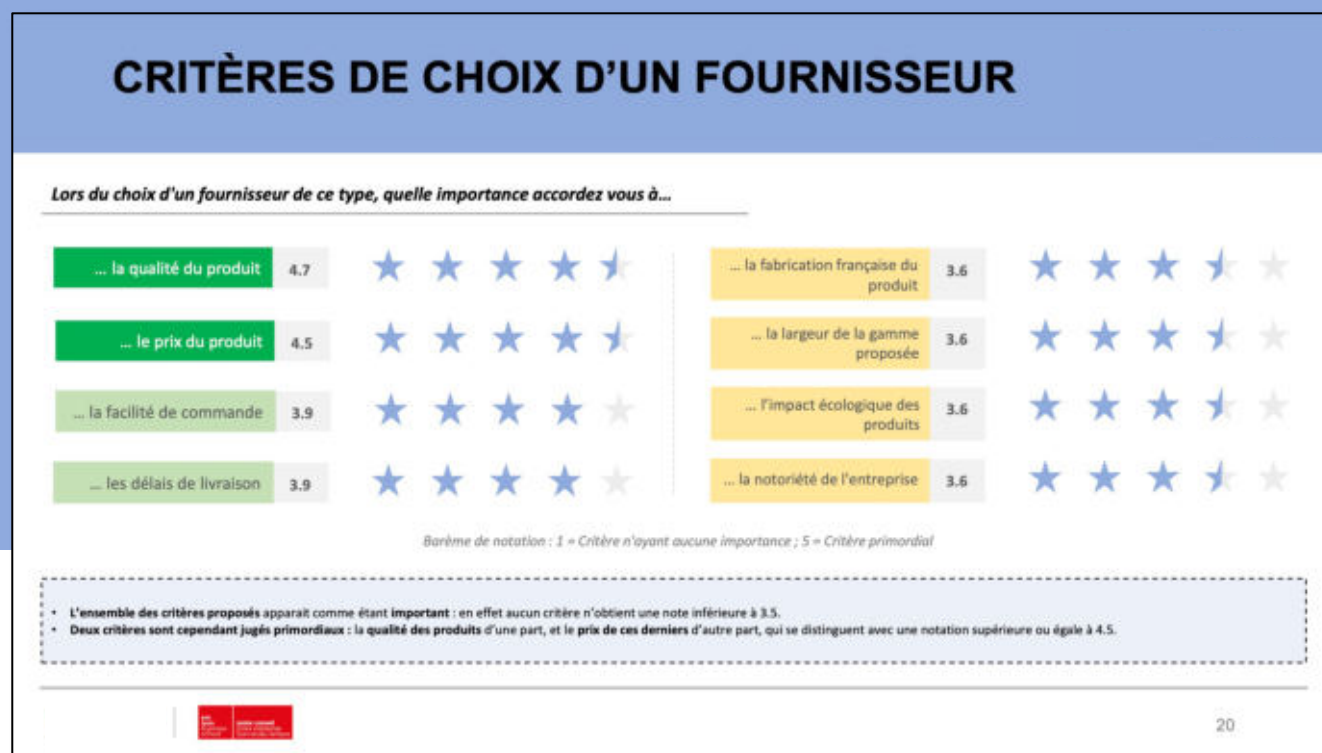 CRITÈRES DE CHOIX D'UN FOURNISSEUR
Lors du choix d'un fournisseur de ce type, quelle importance accordez vous à...
... la qualité du produit 4.7
... le prix du produit 4.5
... la facilité de commande 3.9
... les délais de livraison 3.9
... la fabrication française du
produit 3.6
... la largeur de la gamme
proposée 3.6
... l'impact écologique des
produits 3.6
... la notoriété de l'entreprise 3.6
Barème de notation : 1 = Critère n'ayant aucune importance ; 5 = Critère primordial
• L'ensemble des critères proposés apparait comme étant important : en effet aucun critère n'obtient une note inférieure à 3.5.
• Deux critères sont cependant jugés primordiaux : la qualité des produits d'une part, et le prix de ces derniers d'autre part, qui se distinguent avec une notation supérieure ou égale à 4.5.
20